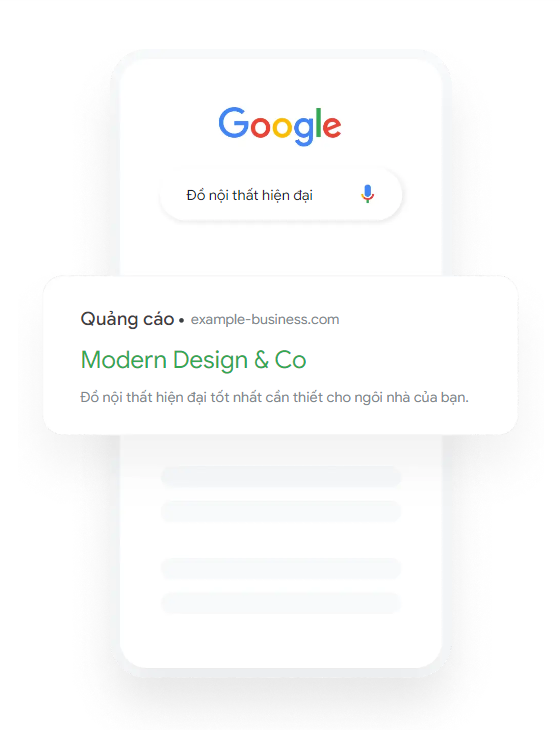 Google
Đồ nội thất hiện đại
Quảng cáo • example-business.com
Modern Design & Co
Đồ nội thất hiện đại tốt nhất cần thiết cho ngôi nhà của bạn.